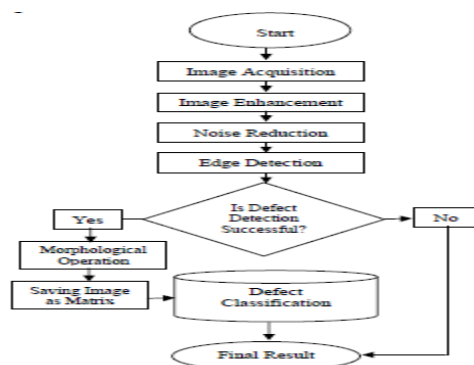 Start
Image Acquisition
Image Enhancement
Noise Reduction
Edge Detection
Is Defect
Detection
Successful?
Yes
No
Morphological
Operation
Saving Image
as Matrix
Defect
Classification
Final Result